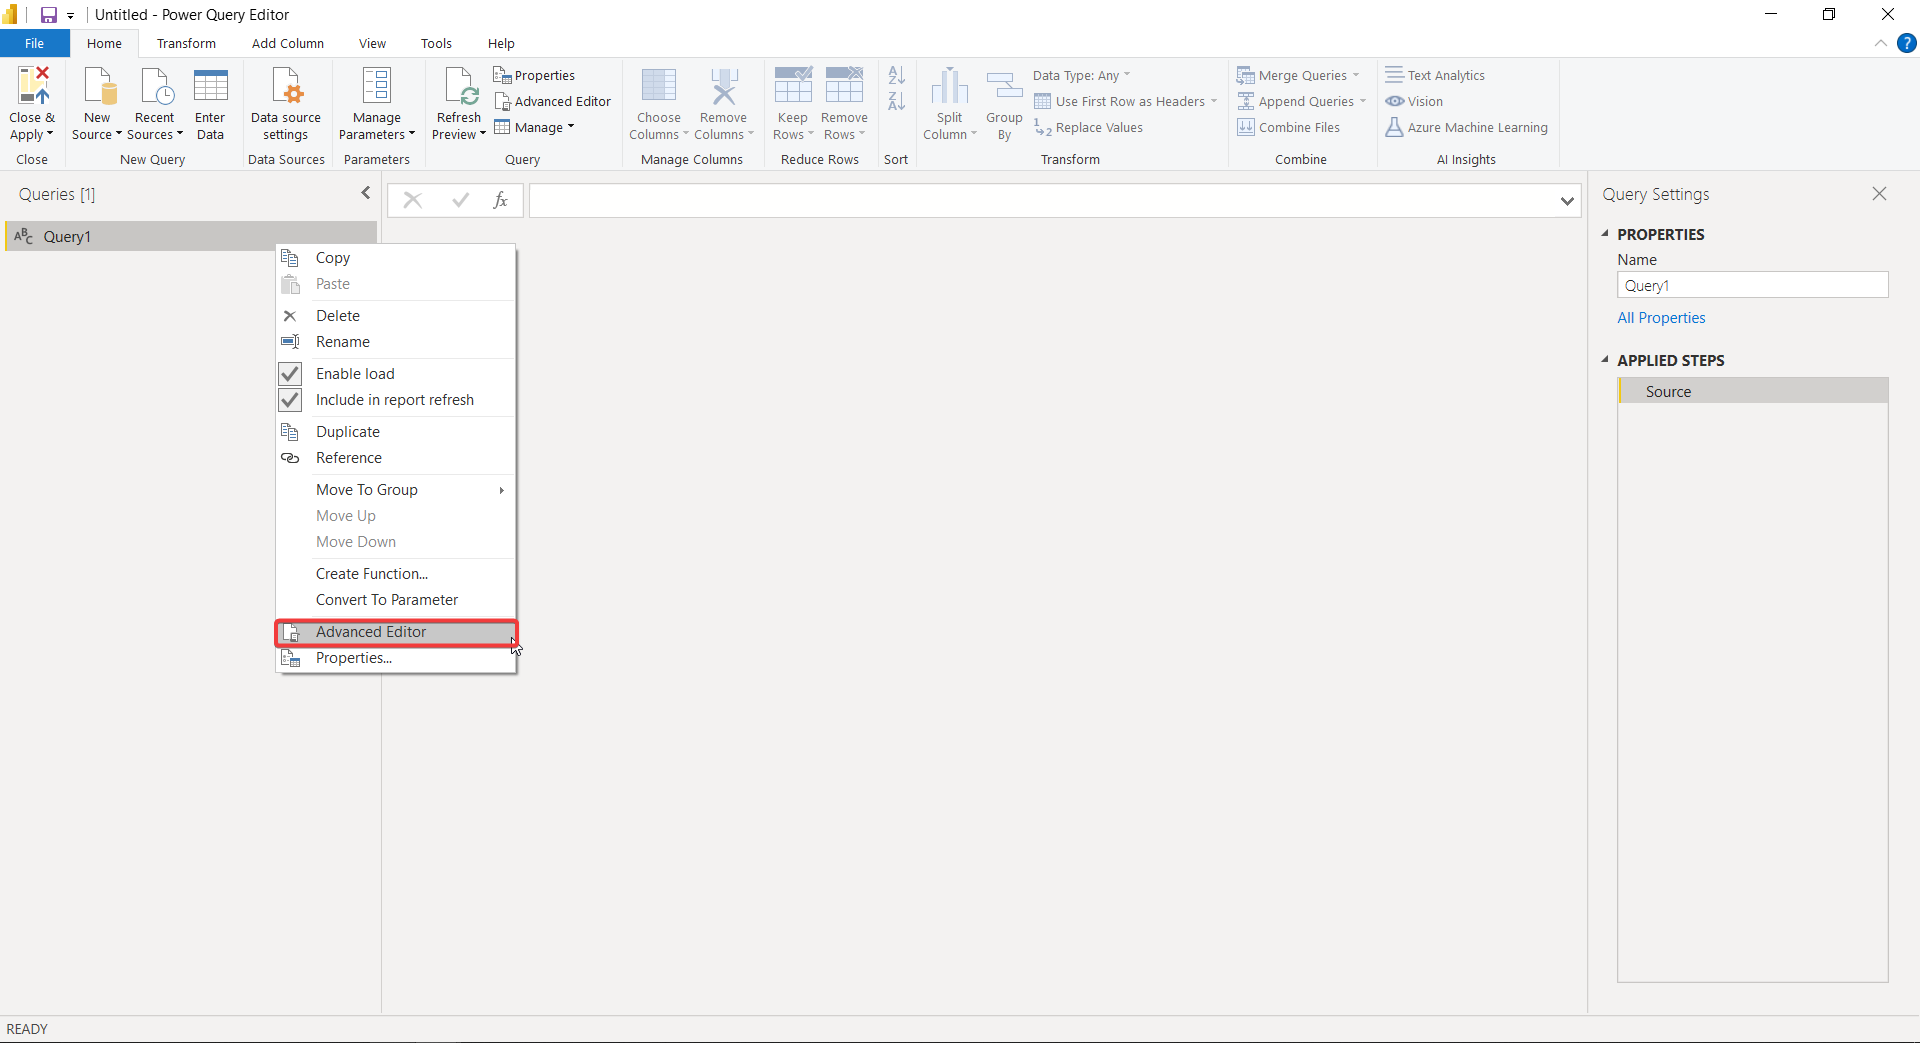 Untitled - Power Query Editor
File Home Transform Add Column View Tools Help
Close & Apply
Close
New Source
Recent Sources
Enter Data
New Query
Data source settings
Data Sources
Manage Parameters
Parameters
Refresh Preview
Properties
Advanced Editor
Manage
Query
Choose Columns
Remove Columns
Manage Columns
Keep Rows
Remove Rows
Reduce Rows
Sort
Split Column
Group By
Data Type: Any
Use First Row as Headers
Replace Values
Transform
Merge Queries
Append Queries
Combine Files
Combine
Text Analytics
Vision
Azure Machine Learning
AI Insights
Queries [1]
ABC Query1
fx
Copy
Paste
Delete
Rename
Enable load
Include in report refresh
Duplicate
Reference
Move To Group
Move Up
Move Down
Create Function...
Convert To Parameter
Advanced Editor
Properties...
Query Settings
PROPERTIES
Name
Query1
All Properties
APPLIED STEPS
Source
READY